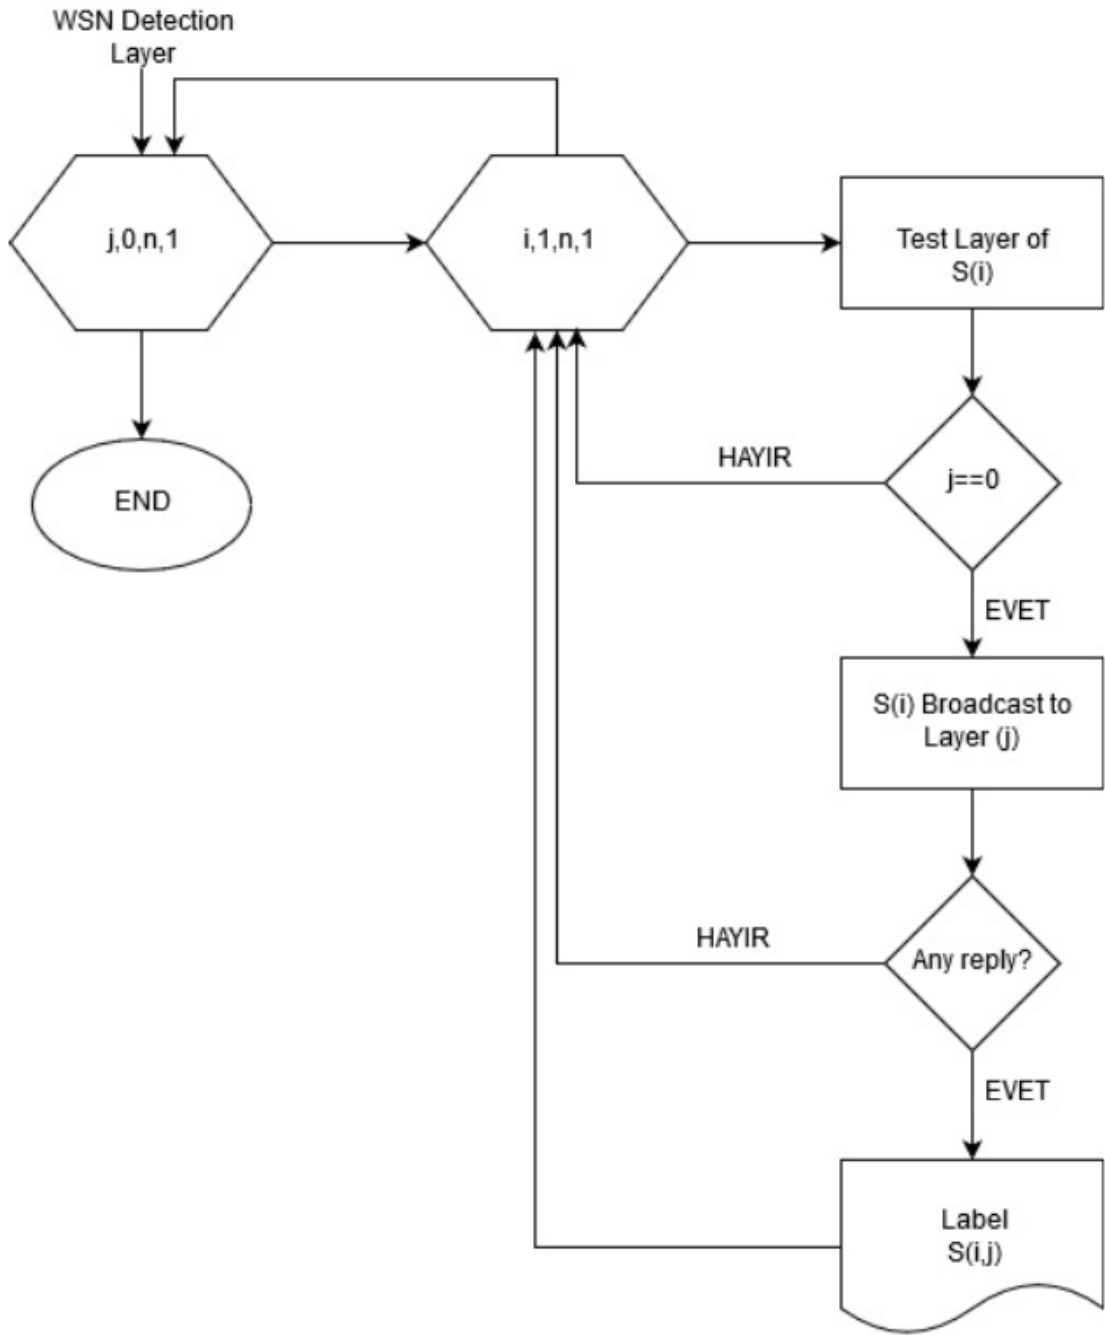 WSN Detection
Layer
j,0,n,1
i,1,n,1
Test Layer of
S(i)
END
HAYIR
j==0
EVET
S(i) Broadcast to
Layer (j)
HAYIR
Any reply?
EVET
Label
S(i,j)